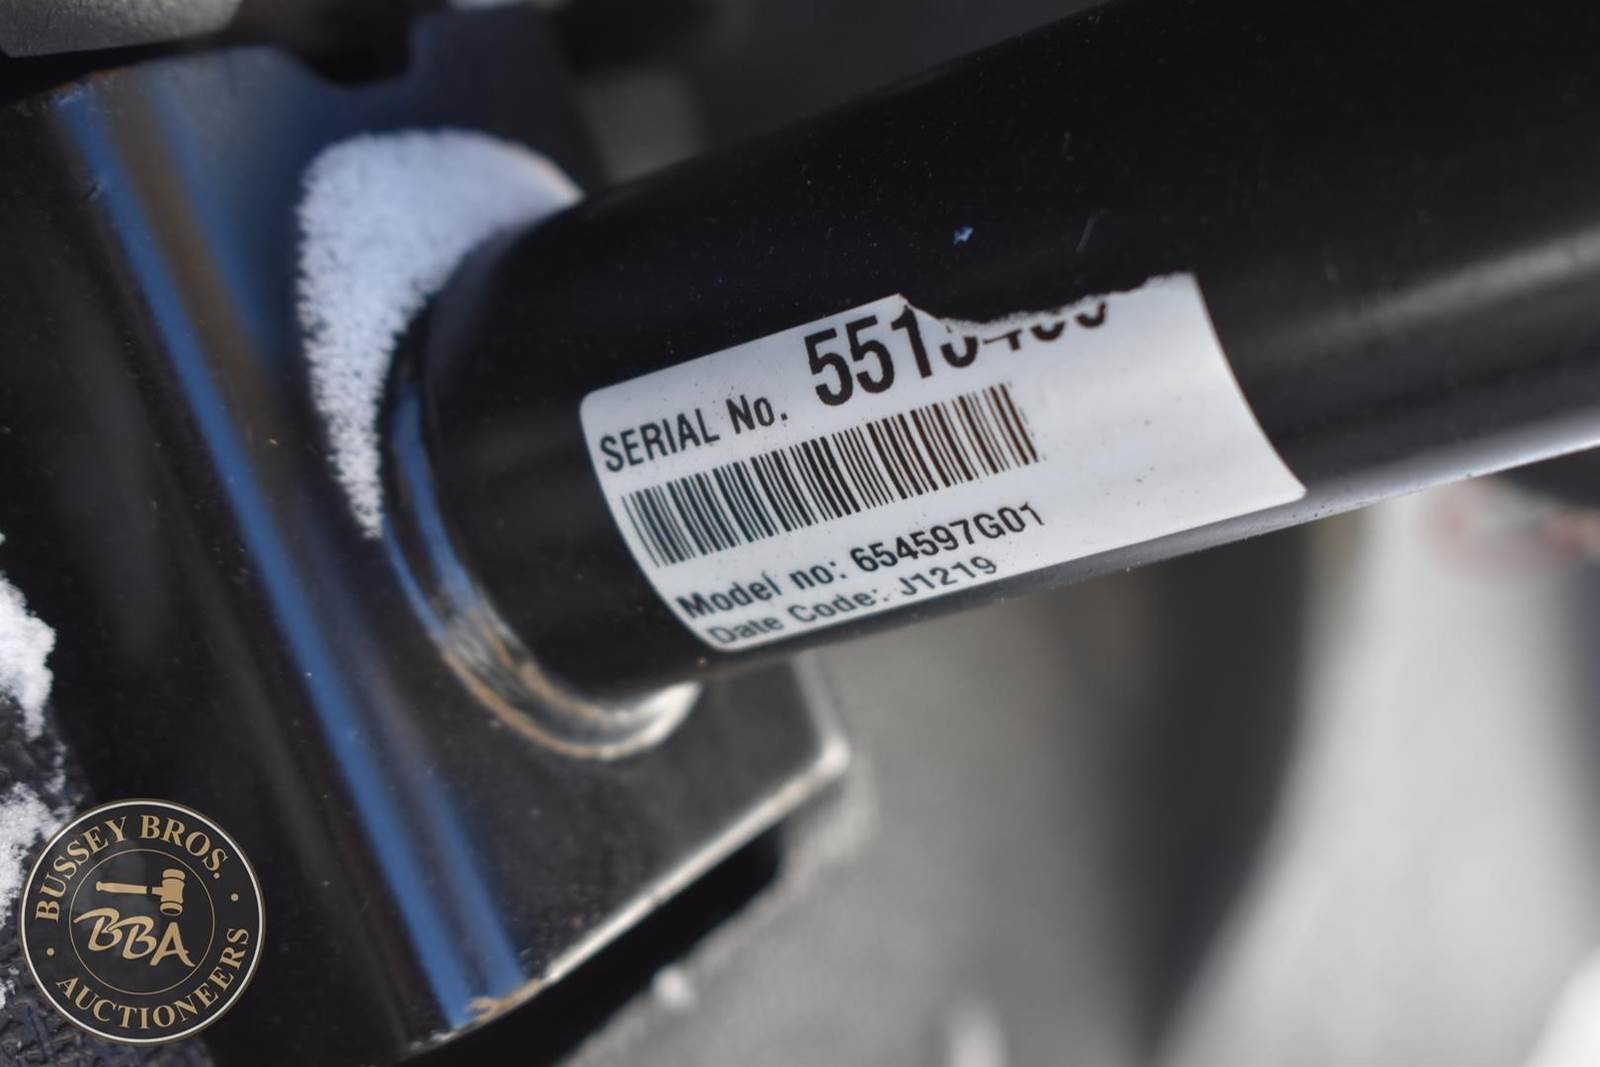 SERIAL No.
Model no: 654597G01
Date Code: J1219
BUSSEY BROS.
BBA
AUCTIONEERS